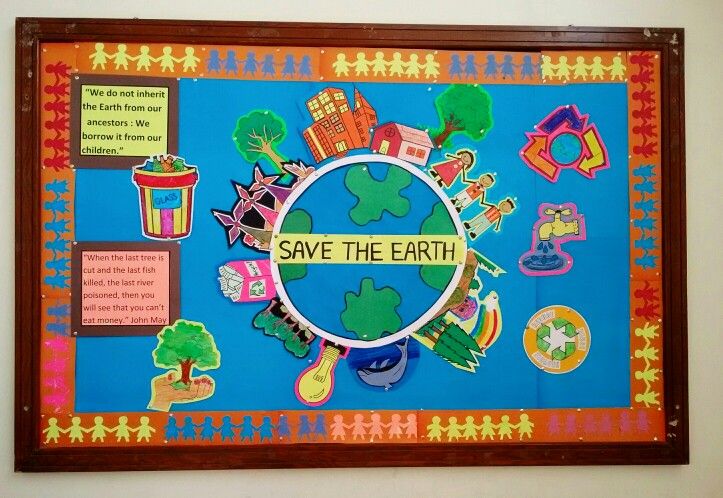 "We do not inherit
the Earth from our
ancestors : We
borrow it from our
children."
GLASS
SAVE THE EARTH
"When the last tree is
cut and the last fish
killed, the last river
poisoned, then you
will see that you can't
eat money." John May